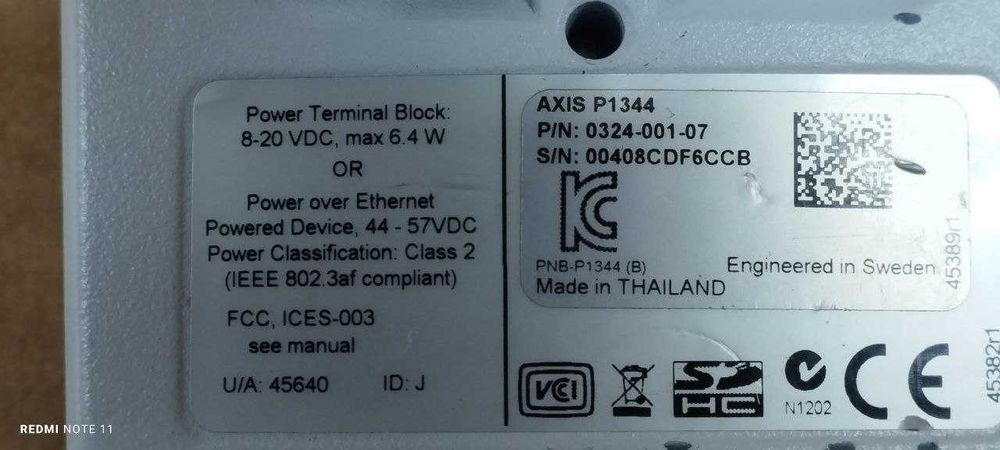 Power Terminal Block:
8-20 VDC, max 6.4 W
OR
Power over Ethernet
Powered Device, 44 - 57VDC
Power Classification: Class 2
(IEEE 802.3af compliant)
FCC, ICES-003
see manual
U/A: 45640 ID: J
AXIS P1344
P/N: 0324-001-07
S/N: 00408CDF6CCB
KC
PNB-P1344 (B)
Engineered in Sweden
Made in THAILAND
45389r1
VCI
SD
HC
N1202
CE
45382r1
REDMI NOTE 11